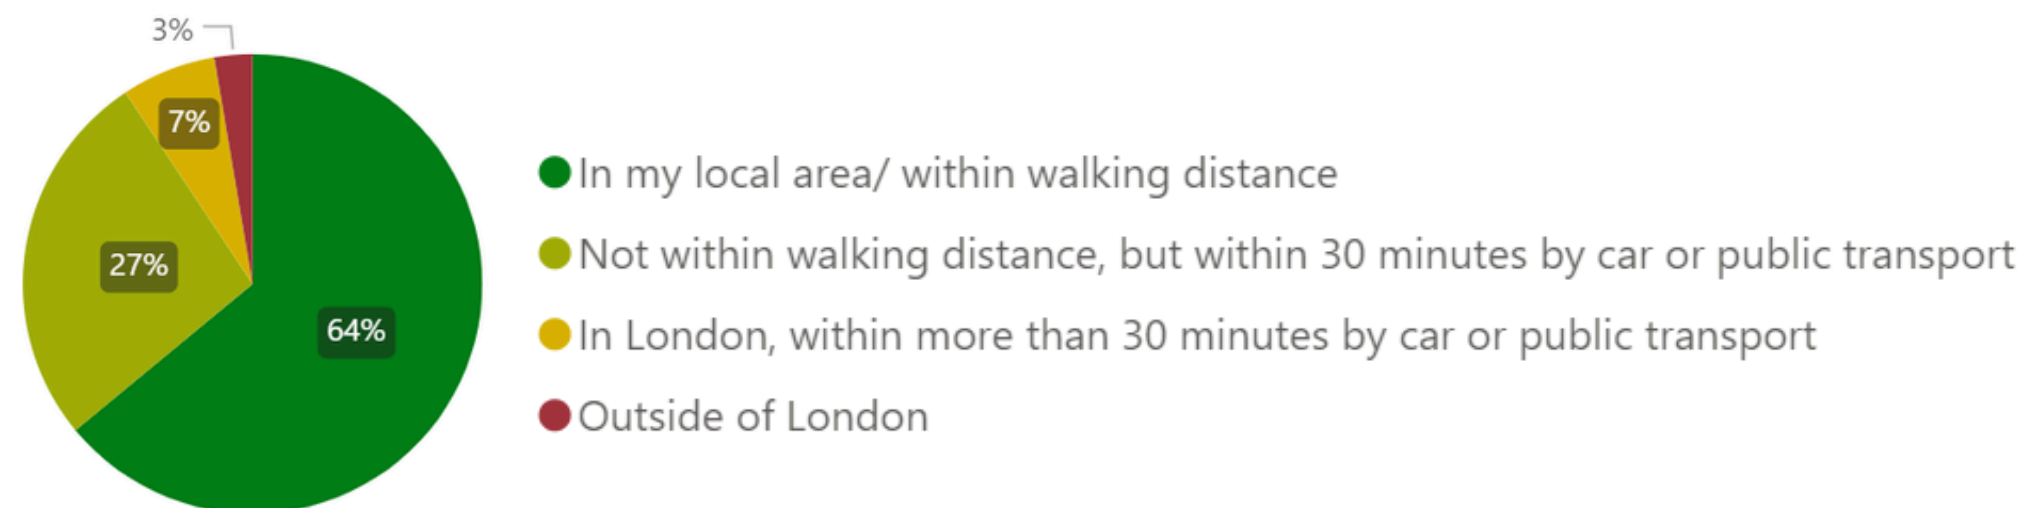 3%
7%
27%
64%
In my local area/ within walking distance
Not within walking distance, but within 30 minutes by car or public transport
In London, within more than 30 minutes by car or public transport
Outside of London